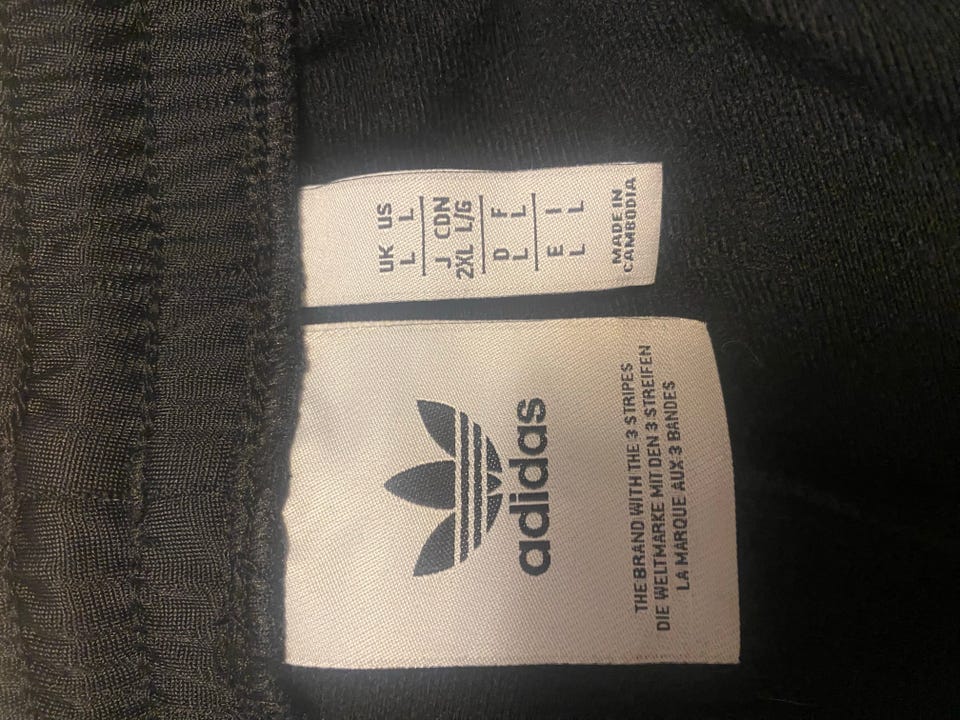 UK US
L L
J CDN
2XL L/G
D F
L L
E I
L L
MADE IN
CAMBODIA
adidas
THE BRAND WITH THE 3 STRIPES
DIE WELTMARKE MIT DEN 3 STREIFEN
LA MARQUE AUX 3 BANDES